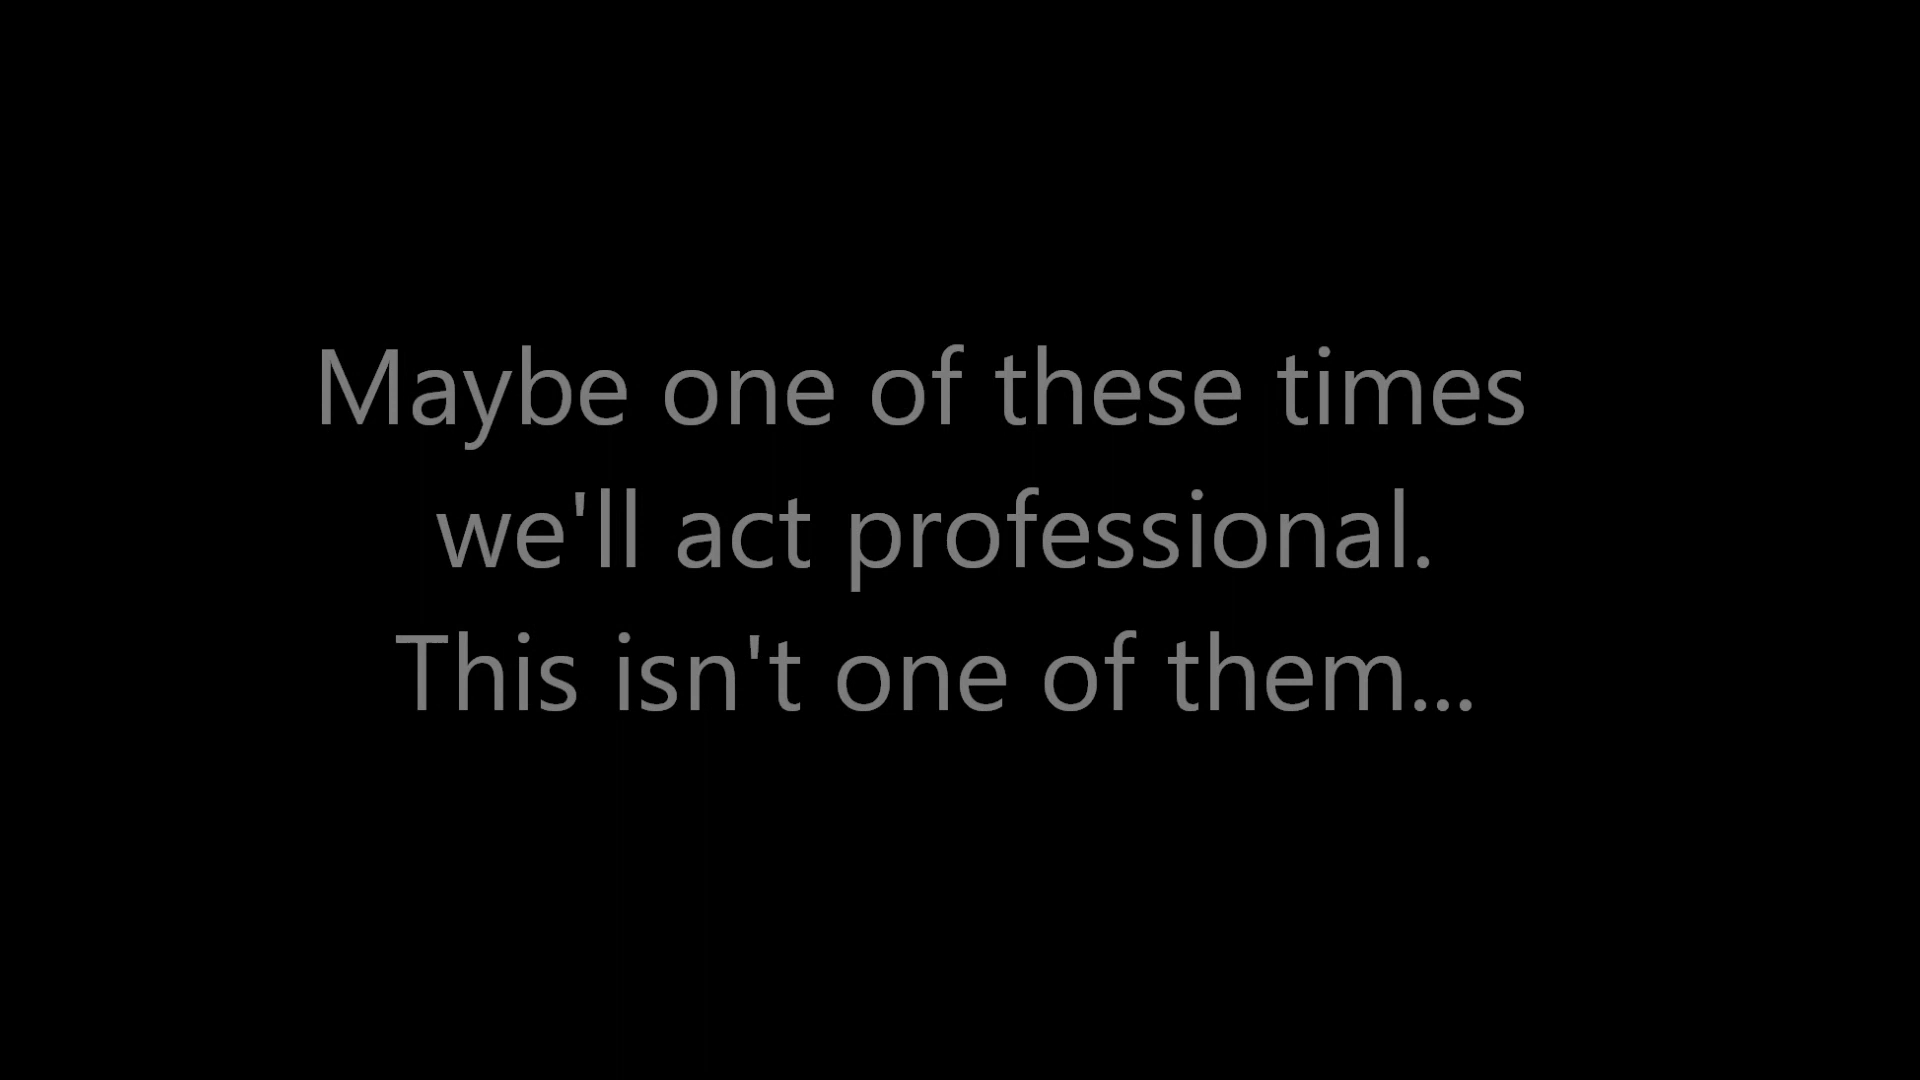 Maybe one of these times
we'll act professional.
This isn't one of them...